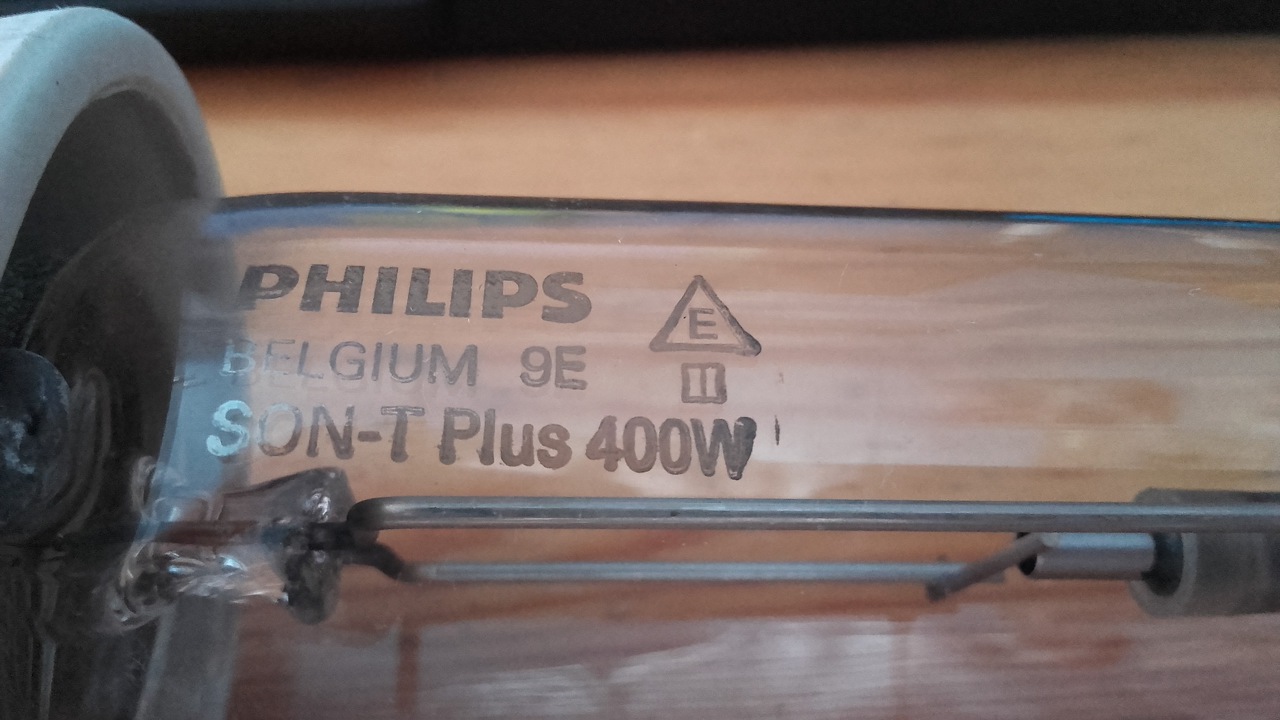 PHILIPS
E
BELGIUM 9E
II
SON-T Plus 400W